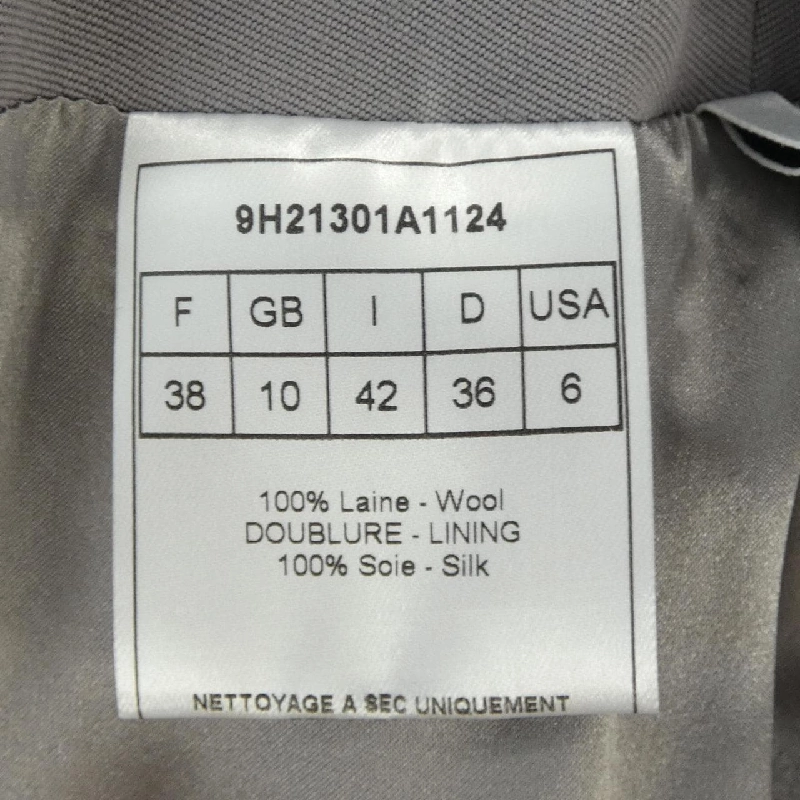 9H21301A1124
F GB I D USA
38 10 42 36 6
100% Laine - Wool
DOUBLURE - LINING
100% Soie - Silk
NETTOYAGE A SEC UNIQUEMENT